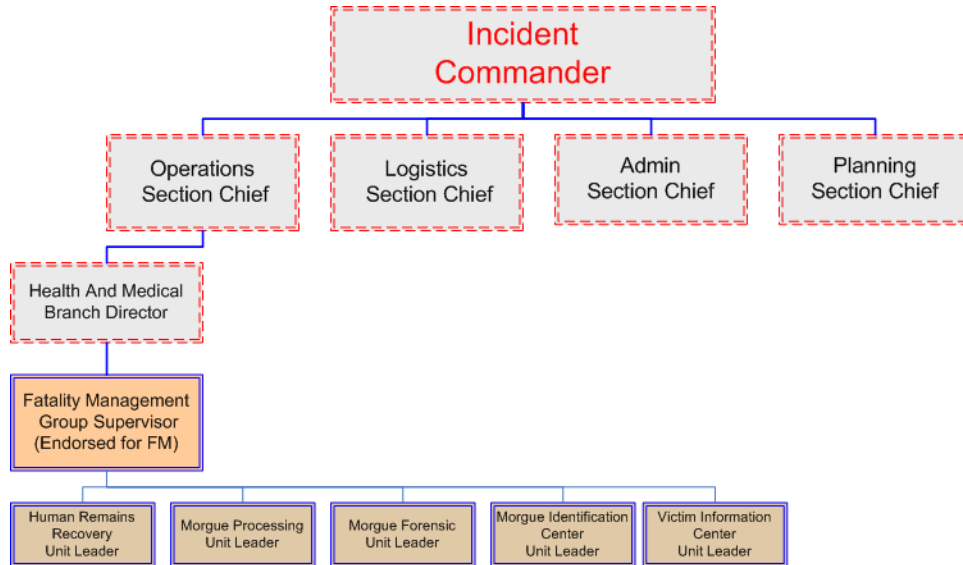 Incident
Commander
Operations
Section Chief
Logistics
Section Chief
Admin
Section Chief
Planning
Section Chief
Health And Medical
Branch Director
Fatality Management
Group Supervisor
(Endorsed for FM)
Human Remains
Recovery
Unit Leader
Morgue Processing
Unit Leader
Morgue Forensic
Unit Leader
Morgue Identification
Center
Unit Leader
Victim Information
Center
Unit Leader